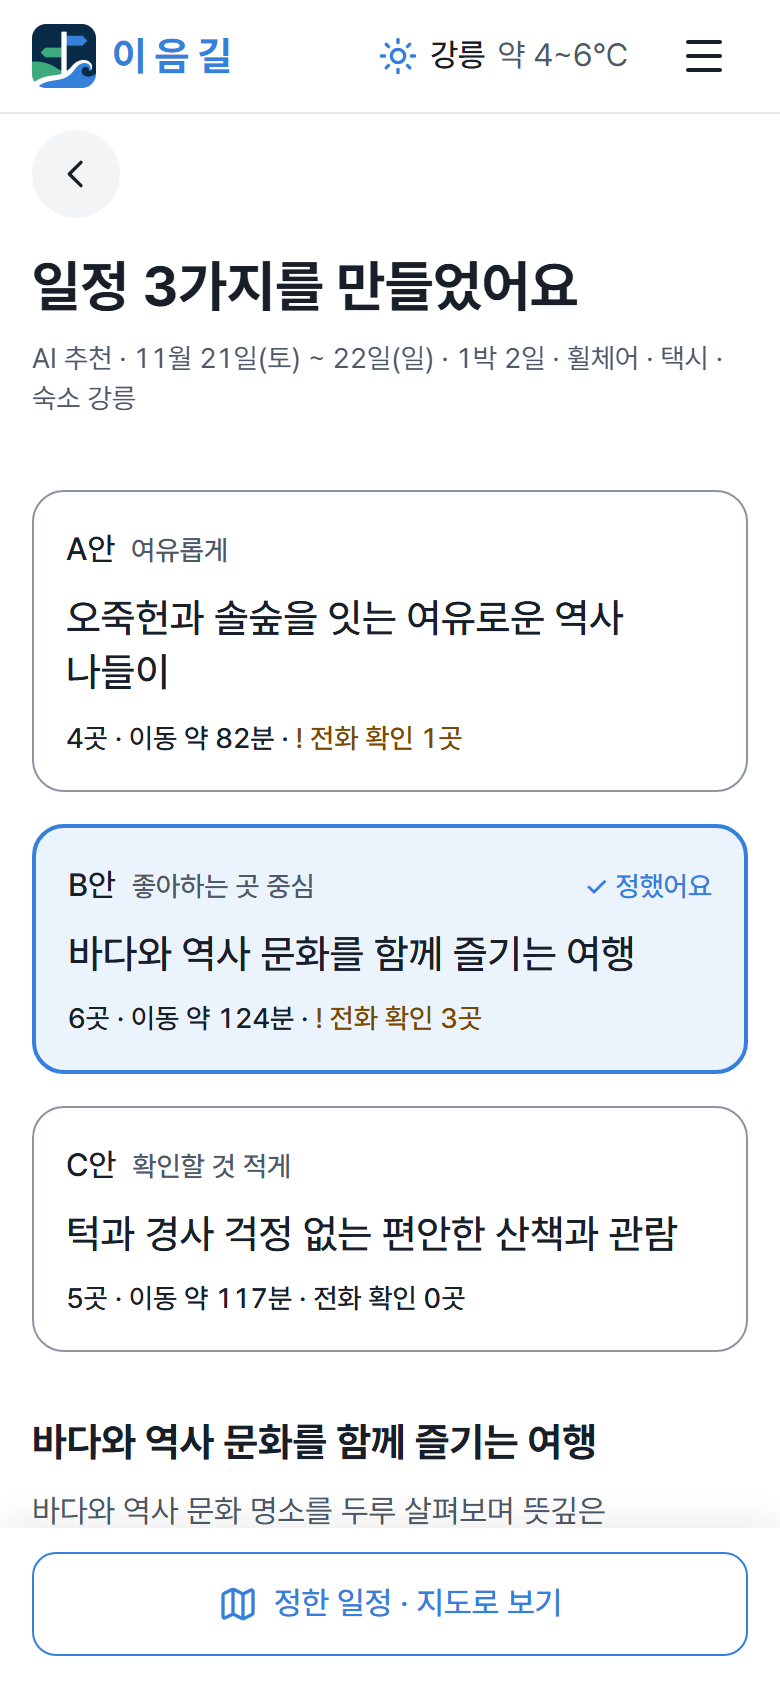 이음길
강릉 약 4~6°C
일정 3가지를 만들었어요
AI 추천 · 11월 21일(토) ~ 22일(일) · 1박 2일 · 휠체어 · 택시 ·
숙소 강릉
A안 여유롭게
오죽헌과 솔숲을 잇는 여유로운 역사
나들이
4곳 · 이동 약 82분 · ! 전화 확인 1곳
B안 좋아하는 곳 중심 ✓ 정했어요
바다와 역사 문화를 함께 즐기는 여행
6곳 · 이동 약 124분 · ! 전화 확인 3곳
C안 확인할 것 적게
턱과 경사 걱정 없는 편안한 산책과 관람
5곳 · 이동 약 117분 · 전화 확인 0곳
바다와 역사 문화를 함께 즐기는 여행
바다와 역사 문화 명소를 두루 살펴보며 뜻깊은
정한 일정 · 지도로 보기